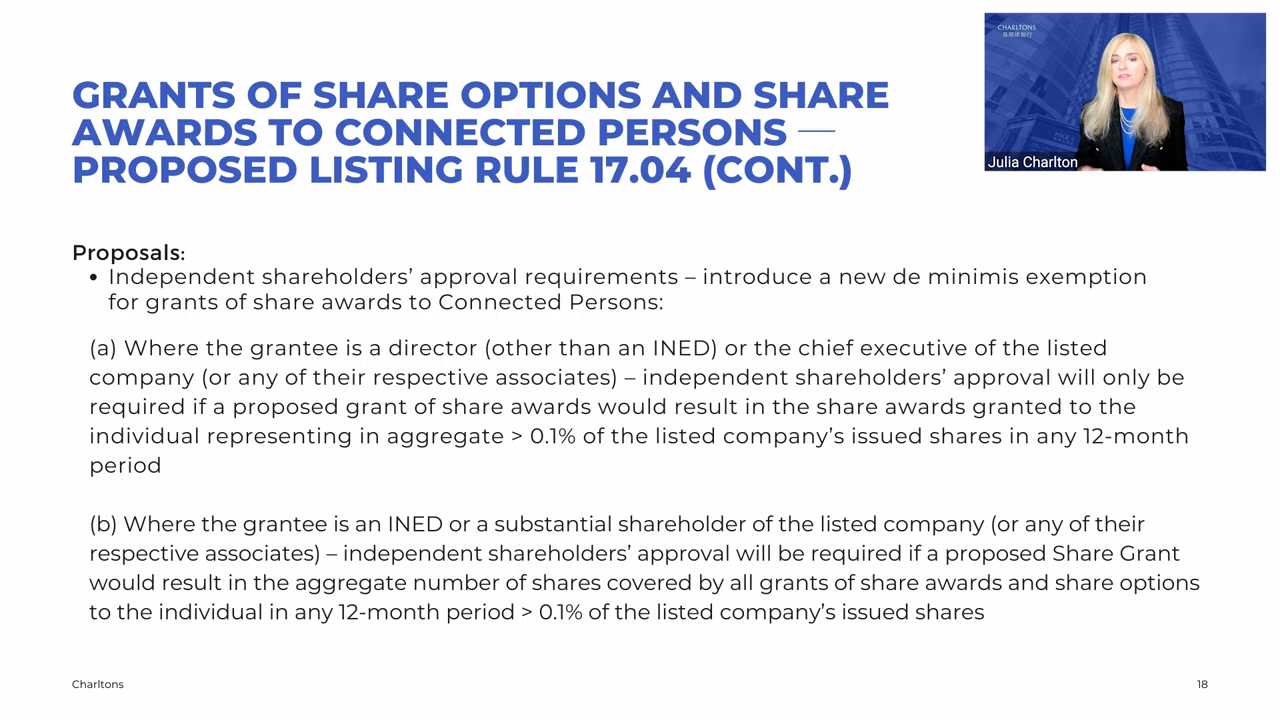 GRANTS OF SHARE OPTIONS AND SHARE
AWARDS TO CONNECTED PERSONS —
PROPOSED LISTING RULE 17.04 (CONT.)
CHARLTONS
Julia Charlton
Proposals:
• Independent shareholders’ approval requirements – introduce a new de minimis exemption
for grants of share awards to Connected Persons:
(a) Where the grantee is a director (other than an INED) or the chief executive of the listed
company (or any of their respective associates) – independent shareholders’ approval will only be
required if a proposed grant of share awards would result in the share awards granted to the
individual representing in aggregate > 0.1% of the listed company’s issued shares in any 12-month
period
(b) Where the grantee is an INED or a substantial shareholder of the listed company (or any of their
respective associates) – independent shareholders’ approval will be required if a proposed Share Grant
would result in the aggregate number of shares covered by all grants of share awards and share options
to the individual in any 12-month period > 0.1% of the listed company’s issued shares
Charltons
18